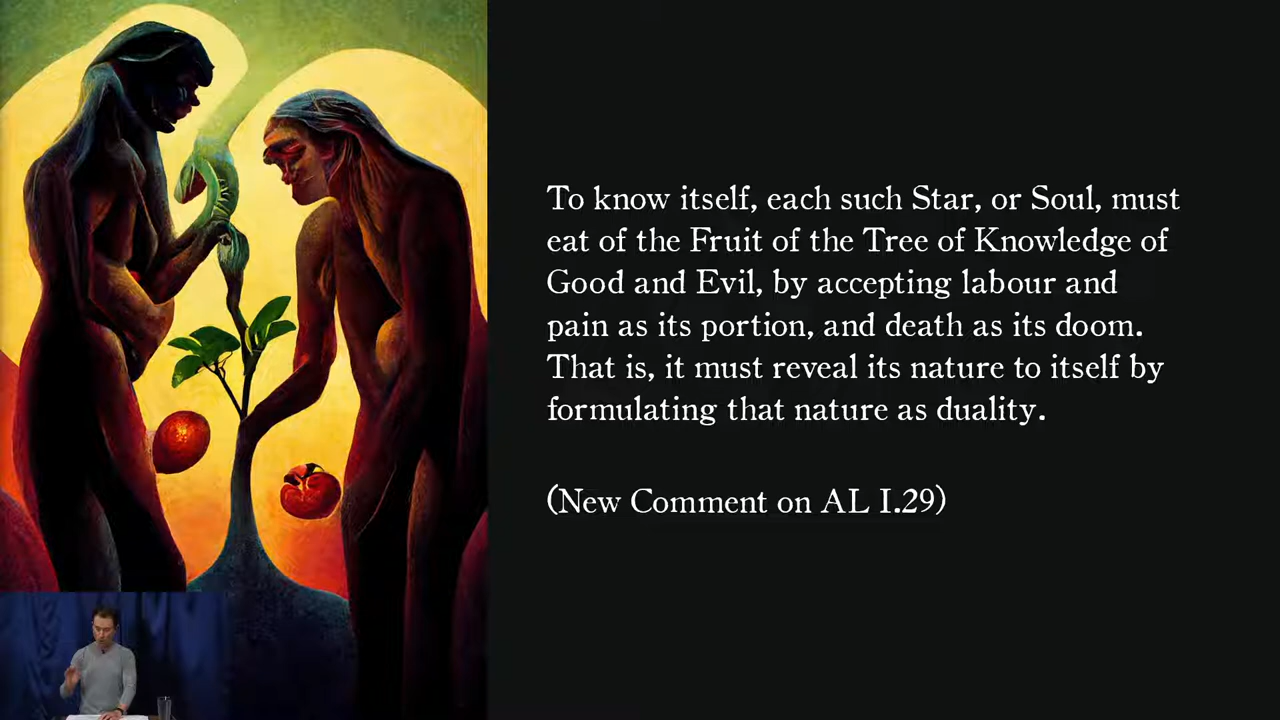 To know itself, each such Star, or Soul, must
eat of the Fruit of the Tree of Knowledge of
Good and Evil, by accepting labour and
pain as its portion, and death as its doom.
That is, it must reveal its nature to itself by
formulating that nature as duality.
(New Comment on AL I.29)